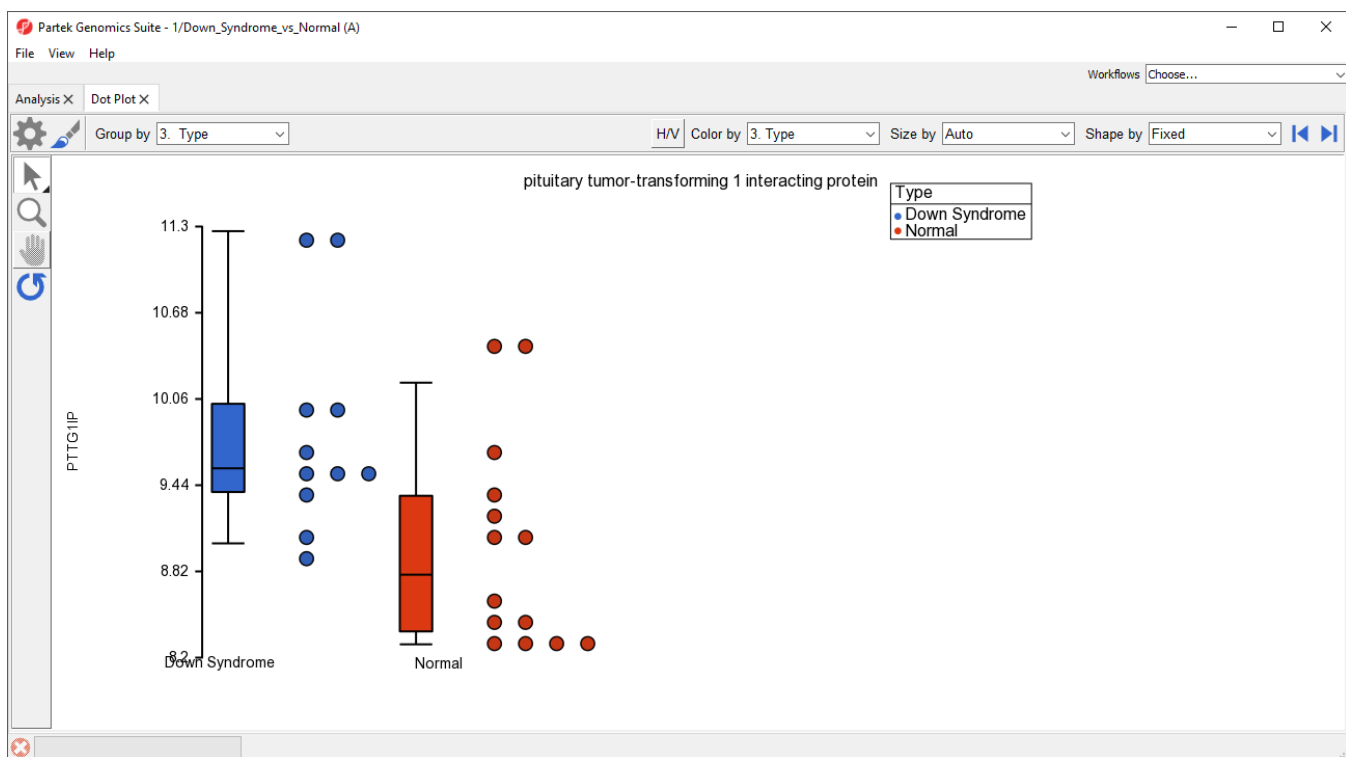 Partek Genomics Suite - 1/Down_Syndrome_vs_Normal (A)
File View Help
Workflows Choose...
Analysis X Dot Plot X
Group by 3. Type H/V Color by 3. Type Size by Auto Shape by Fixed
pituitary tumor-transforming 1 interacting protein
Type
Down Syndrome
Normal
11.3
10.68
10.06
9.44
8.82
8.2
PTTG1IP
Down Syndrome Normal